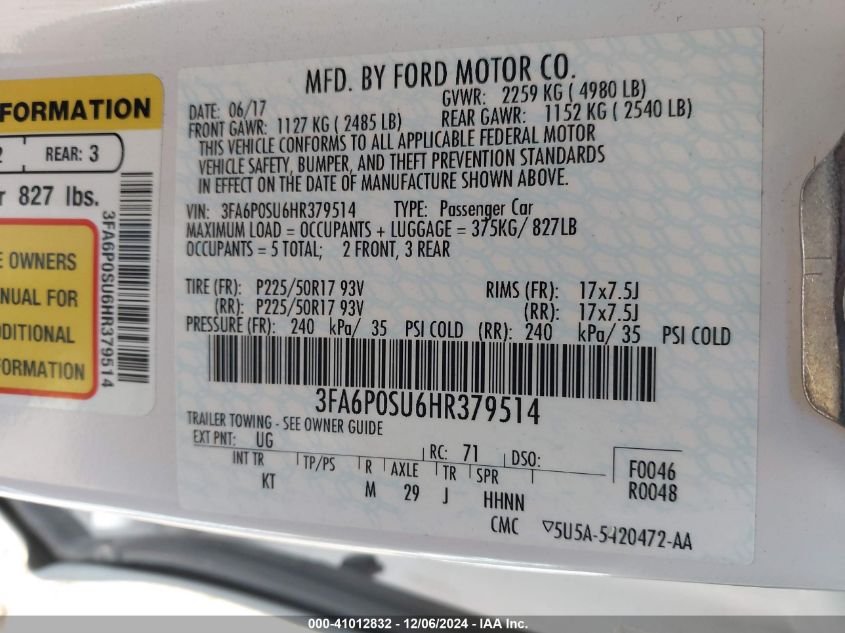 FORMATION
2 REAR: 3
r 827 lbs.
3FA6P0SU6HR379514
E OWNERS
NUAL FOR
DDITIONAL
FORMATION
MFD. BY FORD MOTOR CO.
DATE: 06/17 GVWR: 2259 KG ( 4980 LB)
FRONT GAWR: 1127 KG ( 2485 LB) REAR GAWR: 1152 KG ( 2540 LB)
THIS VEHICLE CONFORMS TO ALL APPLICABLE FEDERAL MOTOR
VEHICLE SAFETY, BUMPER, AND THEFT PREVENTION STANDARDS
IN EFFECT ON THE DATE OF MANUFACTURE SHOWN ABOVE.
VIN: 3FA6P0SU6HR379514 TYPE: Passenger Car
MAXIMUM LOAD = OCCUPANTS + LUGGAGE = 375KG/ 827LB
OCCUPANTS = 5 TOTAL; 2 FRONT, 3 REAR
TIRE (FR): P225/50R17 93V RIMS (FR): 17x7.5J
(RR): P225/50R17 93V (RR): 17x7.5J
PRESSURE (FR): 240 kPa/ 35 PSI COLD (RR): 240 kPa/ 35 PSI COLD
3FA6P0SU6HR379514
TRAILER TOWING - SEE OWNER GUIDE
EXT PNT: UG RC: 71 DSO:
INT TR TP/PS R AXLE TR SPR F0046
KT M 29 J HHNN R0048
CMC ▽5U5A-5420472-AA
000-41012832 - 12/06/2024 - IAA Inc.